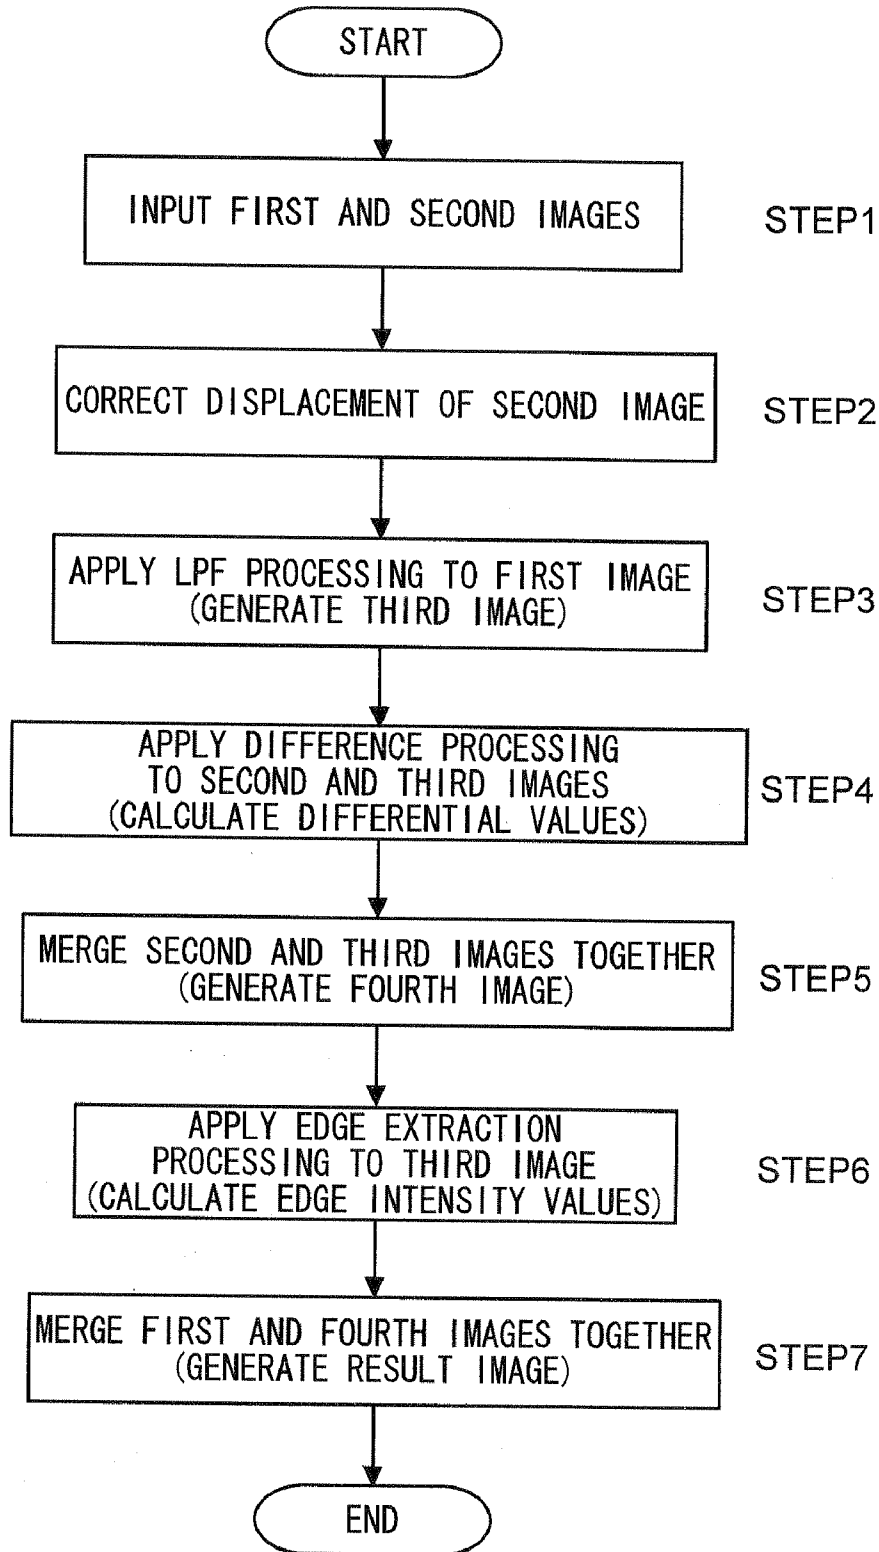 START
INPUT FIRST AND SECOND IMAGES
STEP1
CORRECT DISPLACEMENT OF SECOND IMAGE
STEP2
APPLY LPF PROCESSING TO FIRST IMAGE
(GENERATE THIRD IMAGE)
STEP3
APPLY DIFFERENCE PROCESSING
TO SECOND AND THIRD IMAGES
(CALCULATE DIFFERENTIAL VALUES)
STEP4
MERGE SECOND AND THIRD IMAGES TOGETHER
(GENERATE FOURTH IMAGE)
STEP5
APPLY EDGE EXTRACTION
PROCESSING TO THIRD IMAGE
(CALCULATE EDGE INTENSITY VALUES)
STEP6
MERGE FIRST AND FOURTH IMAGES TOGETHER
(GENERATE RESULT IMAGE)
STEP7
END